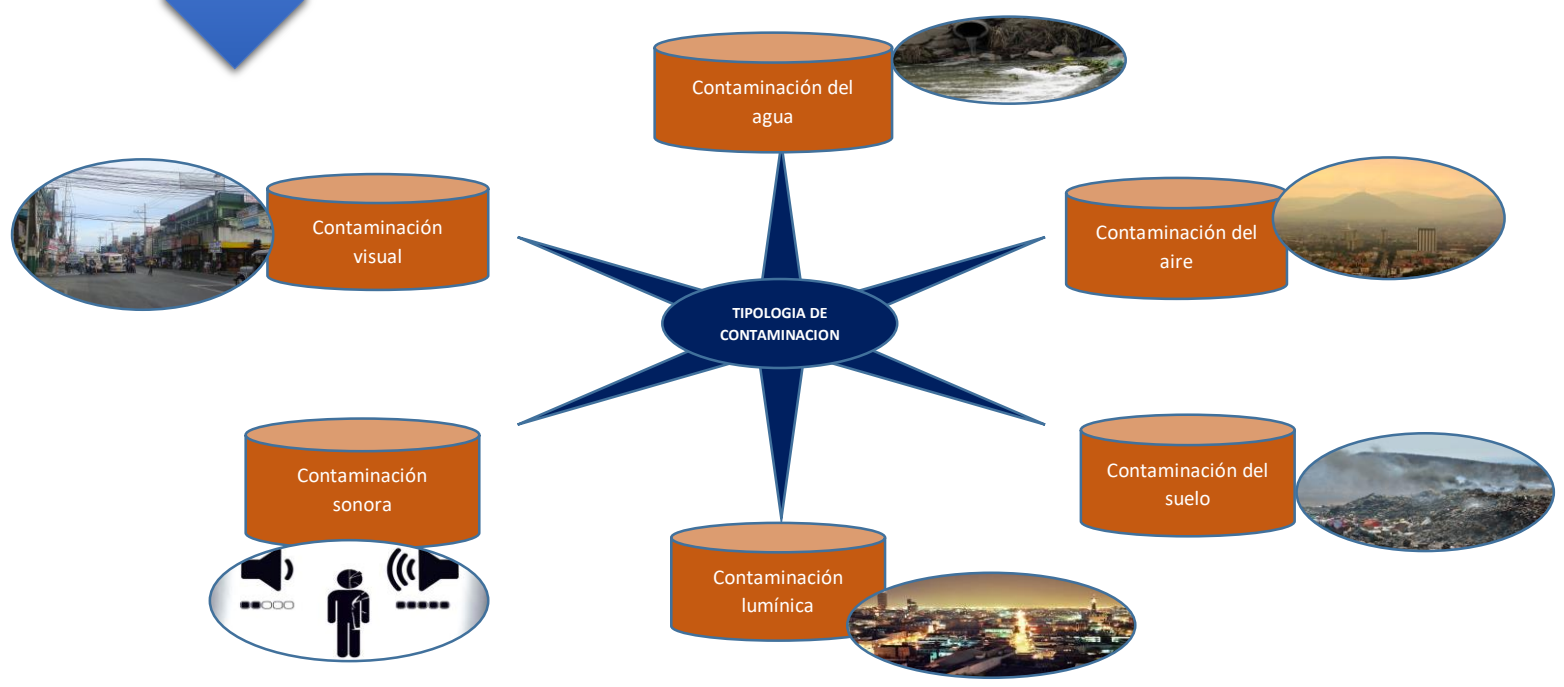 Contaminación del
agua
Contaminación
visual
Contaminación del
aire
TIPOLOGIA DE
CONTAMINACION
Contaminación
sonora
Contaminación del
suelo
Contaminación
lumínica